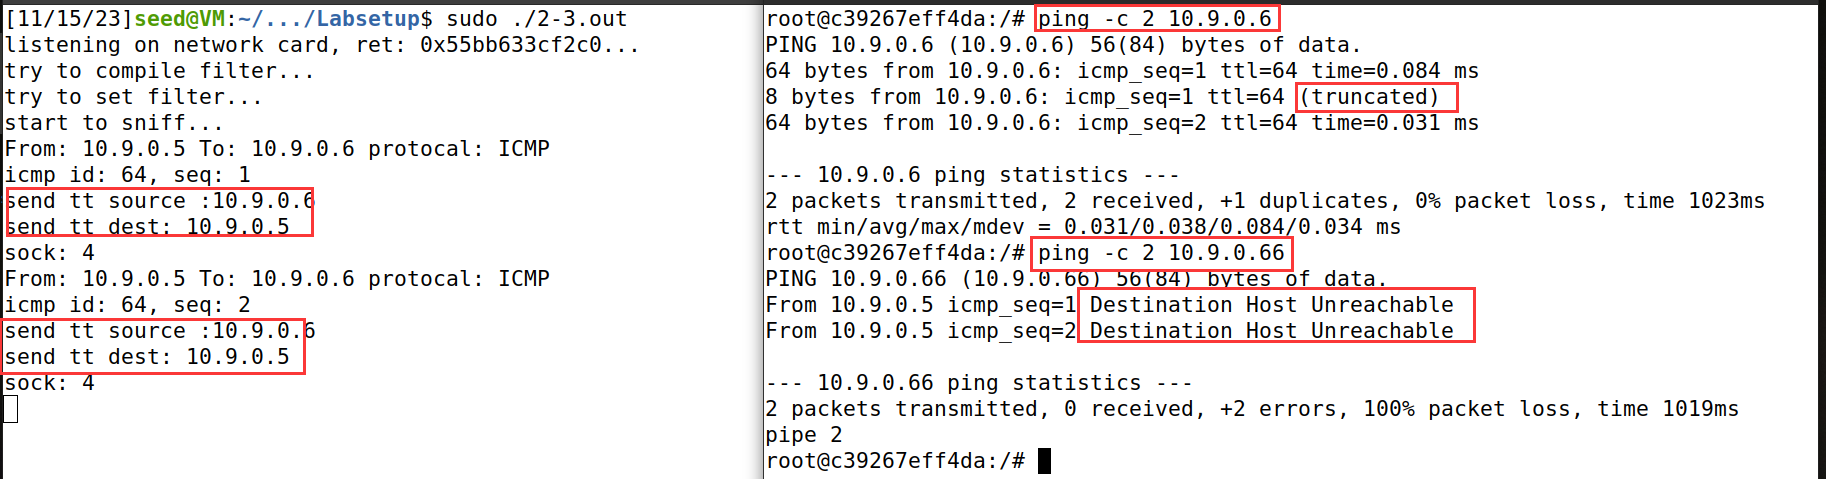 [11/15/23]seed@VM:~/.../Labsetup$ sudo ./2-3.out
listening on network card, ret: 0x55bb633cf2c0...
try to compile filter...
try to set filter...
start to sniff...
From: 10.9.0.5 To: 10.9.0.6 protocal: ICMP
icmp id: 64, seq: 1
send tt source :10.9.0.6
send tt dest: 10.9.0.5
sock: 4
From: 10.9.0.5 To: 10.9.0.6 protocal: ICMP
icmp id: 64, seq: 2
send tt source :10.9.0.6
send tt dest: 10.9.0.5
sock: 4
root@c39267eff4da:/# ping -c 2 10.9.0.6
PING 10.9.0.6 (10.9.0.6) 56(84) bytes of data.
64 bytes from 10.9.0.6: icmp_seq=1 ttl=64 time=0.084 ms
8 bytes from 10.9.0.6: icmp_seq=1 ttl=64 (truncated)
64 bytes from 10.9.0.6: icmp_seq=2 ttl=64 time=0.031 ms
--- 10.9.0.6 ping statistics ---
2 packets transmitted, 2 received, +1 duplicates, 0% packet loss, time 1023ms
rtt min/avg/max/mdev = 0.031/0.038/0.084/0.034 ms
root@c39267eff4da:/# ping -c 2 10.9.0.66
PING 10.9.0.66 (10.9.0.66) 56(84) bytes of data.
From 10.9.0.5 icmp_seq=1 Destination Host Unreachable
From 10.9.0.5 icmp_seq=2 Destination Host Unreachable
--- 10.9.0.66 ping statistics ---
2 packets transmitted, 0 received, +2 errors, 100% packet loss, time 1019ms
pipe 2
root@c39267eff4da:/#